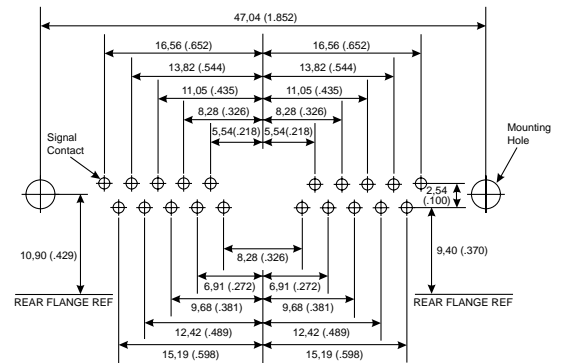 47,04 (1.852)
16,56 (.652) 16,56 (.652)
13,82 (.544) 13,82 (.544)
11,05 (.435) 11,05 (.435)
8,28 (.326) 8,28 (.326)
5,54(.218) 5,54(.218)
Signal
Contact
Mounting
Hole
2,54
(.100)
10,90 (.429)
8,28 (.326)
9,40 (.370)
6,91 (.272) 6,91 (.272)
REAR FLANGE REF
REAR FLANGE REF
9,68 (.381) 9,68 (.381)
12,42 (.489) 12,42 (.489)
15,19 (.598) 15,19 (.598)